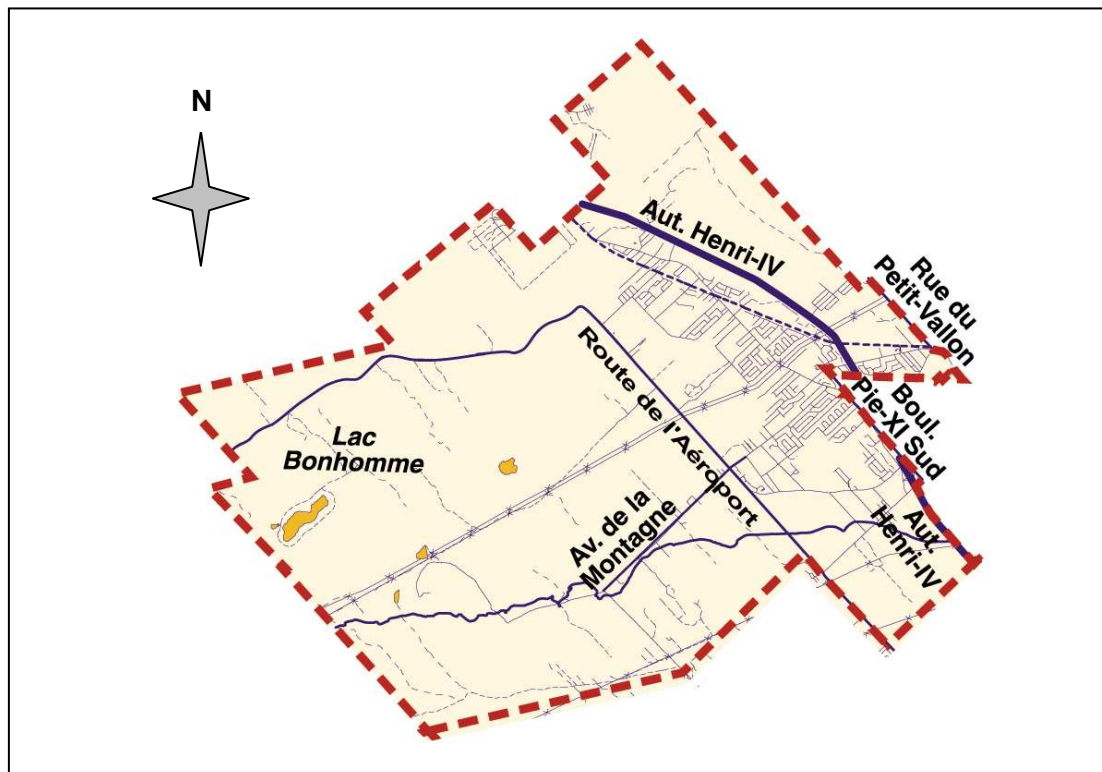 N
Aut. Henri-IV
Rue du
Petit-Vallon
Route de l'Aéroport
Boul.
Pie-XI Sud
Lac
Bonhomme
Av. de la
Montagne
Aut.
Henri-IV